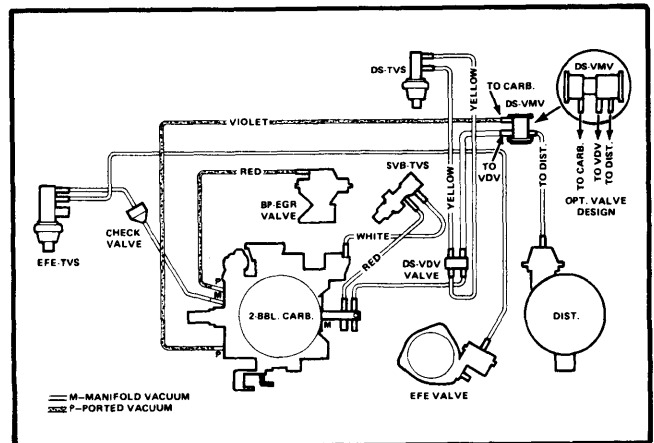 DS-TVS
DS-VMV
TO CARB.
DS-VMV
YELLOW
VIOLET
TO CARB.
TO VDV
TO DIST.
OPT. VALVE
DESIGN
TO
VDV
RED
SVB-TVS
YELLOW
TO DIST.
BP-EGR
VALVE
CHECK
VALVE
EFE-TVS
WHITE
RED
DS-VDV
VALVE
P
M
2-BBL. CARB.
M
P
DIST.
EFE VALVE
M–MANIFOLD VACUUM
P–PORTED VACUUM